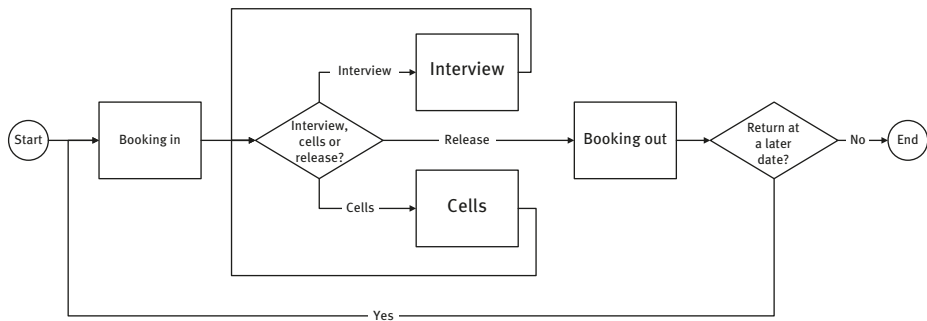 Start
Booking in
Interview,
cells or
release?
Interview
Interview
Release
Cells
Cells
Booking out
Return at
a later
date?
No
End
Yes